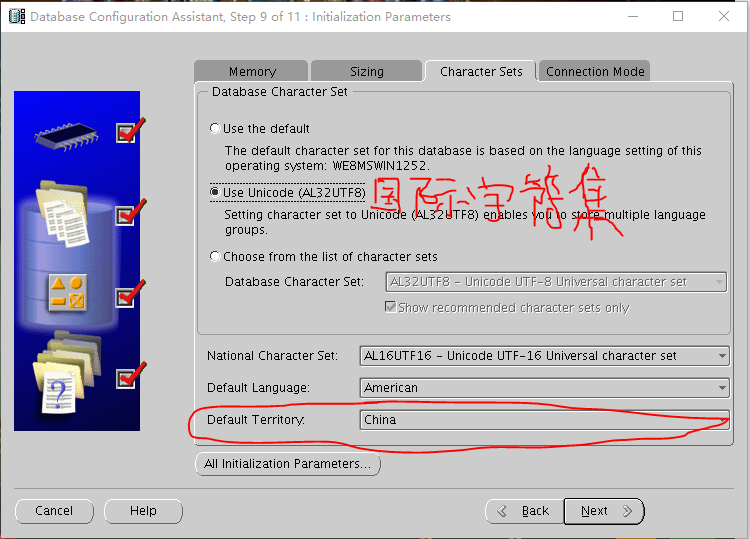 Database Configuration Assistant, Step 9 of 11 : Initialization Parameters
Memory
Sizing
Character Sets
Connection Mode
Database Character Set
Use the default
The default character set for this database is based on the language setting of this
operating system: WE8MSWIN1252.
Use Unicode (AL32UTF8)
国际字符集
Setting character set to Unicode (AL32UTF8) enables you to store multiple language
groups.
Choose from the list of character sets
Database Character Set:
AL32UTF8 - Unicode UTF-8 Universal character set
Show recommended character sets only
National Character Set:
AL16UTF16 - Unicode UTF-16 Universal character set
Default Language:
American
Default Territory:
China
All Initialization Parameters...
Cancel
Help
Back
Next